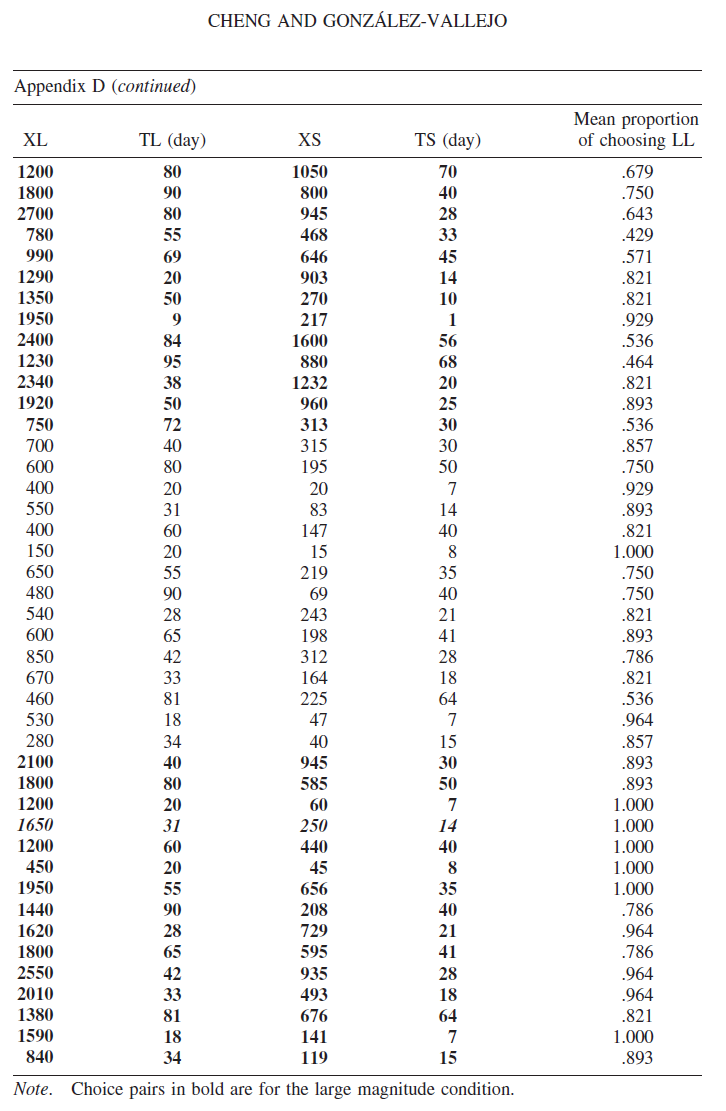 CHENG AND GONZÁLEZ-VALLEJO
Appendix D (continued)
Mean proportion
XL TL (day) XS TS (day) of choosing LL
1200 80 1050 70 .679
1800 90 800 40 .750
2700 80 945 28 .643
780 55 468 33 .429
990 69 646 45 .571
1290 20 903 14 .821
1350 50 270 10 .821
1950 9 217 1 .929
2400 84 1600 56 .536
1230 95 880 68 .464
2340 38 1232 20 .821
1920 50 960 25 .893
750 72 313 30 .536
700 40 315 30 .857
600 80 195 50 .750
400 20 20 7 .929
550 31 83 14 .893
400 60 147 40 .821
150 20 15 8 1.000
650 55 219 35 .750
480 90 69 40 .750
540 28 243 21 .821
600 65 198 41 .893
850 42 312 28 .786
670 33 164 18 .821
460 81 225 64 .536
530 18 47 7 .964
280 34 40 15 .857
2100 40 945 30 .893
1800 80 585 50 .893
1200 20 60 7 1.000
1650 31 250 14 1.000
1200 60 440 40 1.000
450 20 45 8 1.000
1950 55 656 35 1.000
1440 90 208 40 .786
1620 28 729 21 .964
1800 65 595 41 .786
2550 42 935 28 .964
2010 33 493 18 .964
1380 81 676 64 .821
1590 18 141 7 1.000
840 34 119 15 .893
Note. Choice pairs in bold are for the large magnitude condition.